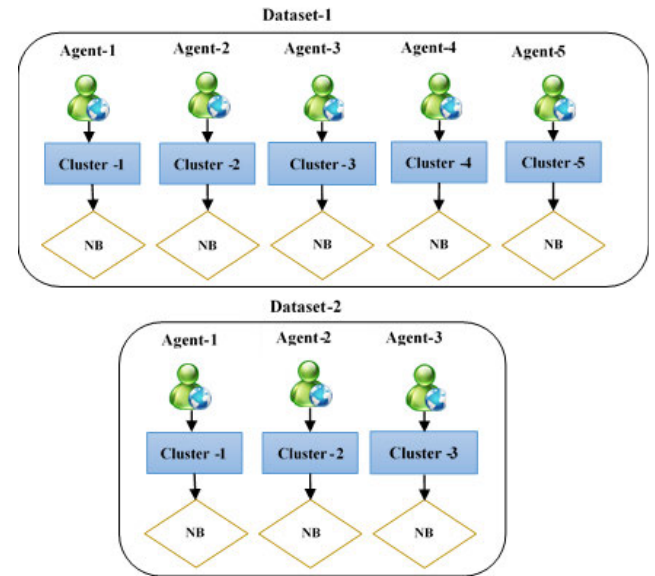 Dataset-1
Agent-1 Agent-2 Agent-3 Agent-4 Agent-5
Cluster -1 Cluster -2 Cluster -3 Cluster -4 Cluster -5
NB NB NB NB NB
Dataset-2
Agent-1 Agent-2 Agent-3
Cluster -1 Cluster -2 Cluster -3
NB NB NB